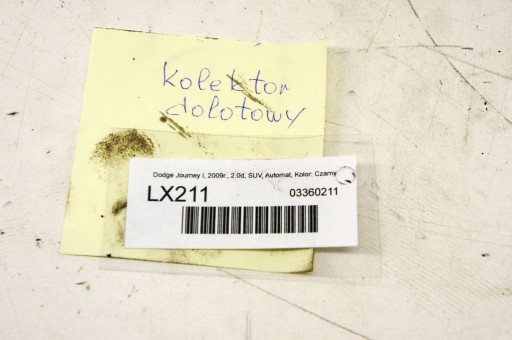 kolektor
dolotowy
Dodge Journey I, 2009r., 2.0d, SUV, Automat, Kolor: Czarny
LX211
03360211